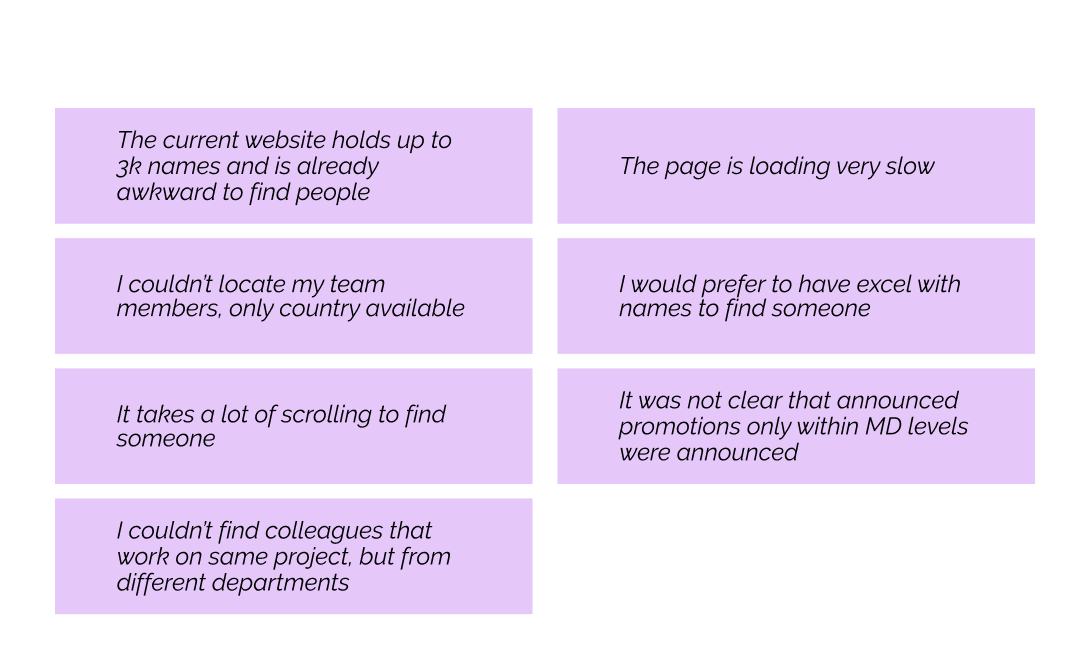 The current website holds up to
3k names and is already
awkward to find people
The page is loading very slow
I couldn't locate my team
members, only country available
I would prefer to have excel with
names to find someone
It takes a lot of scrolling to find
someone
It was not clear that announced
promotions only within MD levels
were announced
I couldn't find colleagues that
work on same project, but from
different departments